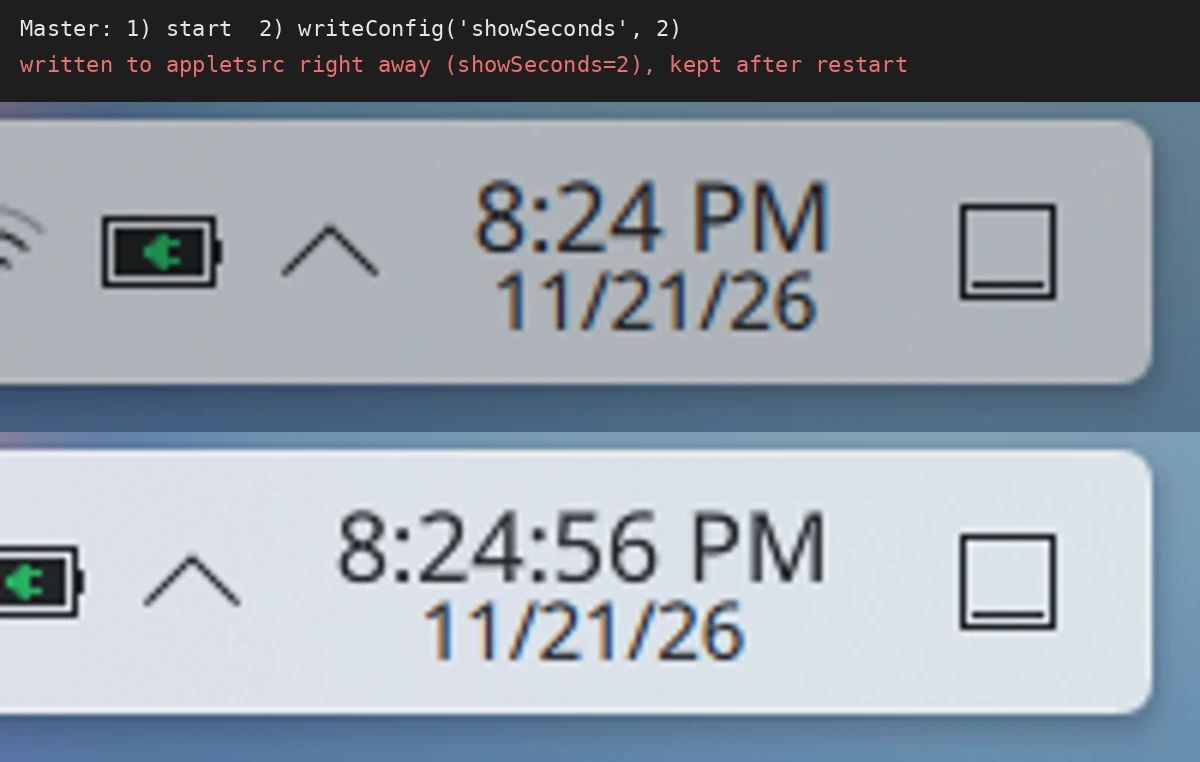 Master: 1) start  2) writeConfig('showSeconds', 2)
written to appletsrc right away (showSeconds=2), kept after restart
8:24 PM
11/21/26
8:24:56 PM
11/21/26